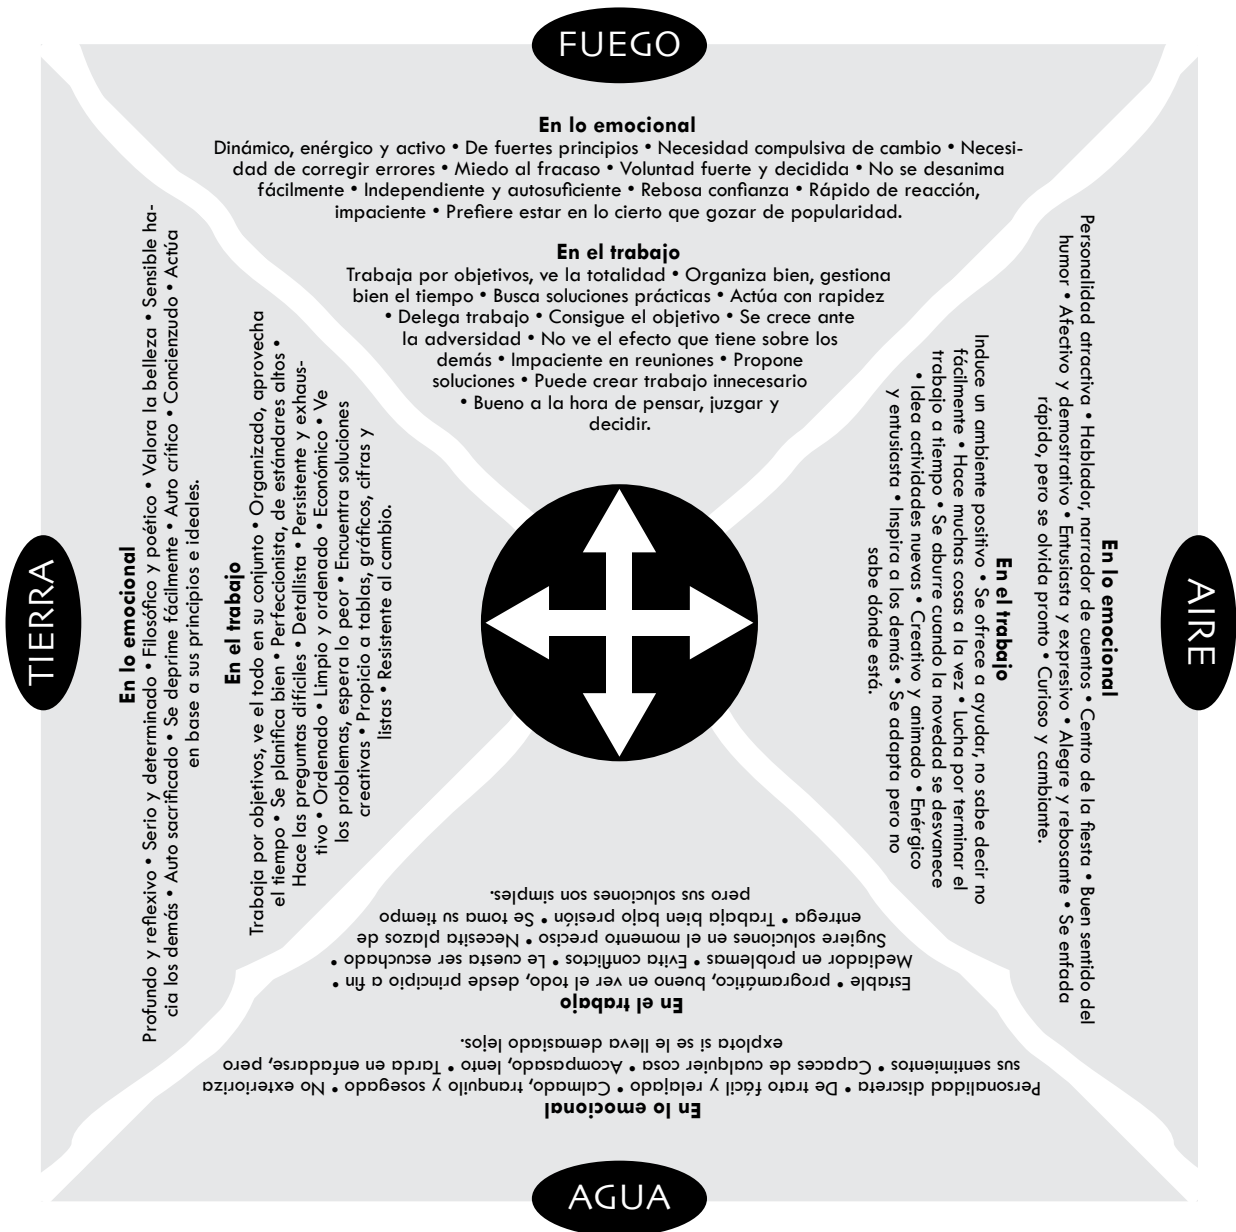 FUEGO
En lo emocional
Dinámico, enérgico y activo • De fuertes principios • Necesidad compulsiva de cambio • Necesi-
dad de corregir errores • Miedo al fracaso • Voluntad fuerte y decidida • No se desanima
fácilmente • Independiente y autosuficiente • Rebosa confianza • Rápido de reacción,
impaciente • Prefiere estar en lo cierto que gozar de popularidad.
En el trabajo
Trabaja por objetivos, ve la totalidad • Organiza bien, gestiona
bien el tiempo • Busca soluciones prácticas • Actúa con rapidez
• Delega trabajo • Consigue el objetivo • Se crece ante
la adversidad • No ve el efecto que tiene sobre los
demás • Impaciente en reuniones • Propone
soluciones • Puede crear trabajo innecesario
• Bueno a la hora de pensar, juzgar y
decidir.
AIRE
En lo emocional
Personalidad atractiva • Hablador, narrador de cuentos • Centro de la fiesta • Buen sentido del
humor • Afectivo y demostrativo • Entusiasta y expresivo • Alegre y rebosante • Se enfada
rápido, pero se olvida pronto • Curioso y cambiante.
En el trabajo
Induce un ambiente positivo • Se ofrece a ayudar, no sabe decir no
fácilmente • Hace muchas cosas a la vez • Lucha por terminar el
trabajo a tiempo • Se aburre cuando la novedad se desvanece
• Idea actividades nuevas • Creativo y animado • Enérgico
y entusiasta • Inspira a los demás • Se adapta pero no
sabe dónde está.
AGUA
En lo emocional
Personalidad discreta • De trato fácil y relajado • Calmado, tranquilo y sosegado • No exterioriza
sus sentimientos • Capaces de cualquier cosa • Acompasado, lento • Tarda en enfadarse, pero
explota si se le lleva demasiado lejos.
En el trabajo
Estable • programático, bueno en ver el todo, desde principio a fin •
Mediador en problemas • Evita conflictos • Le cuesta ser escuchado •
Sugiere soluciones en el momento preciso • Necesita plazos de
entrega • Trabaja bien bajo presión • Se toma su tiempo
pero sus soluciones son simples.
TIERRA
En lo emocional
Profundo y reflexivo • Serio y determinado • Filosófico y poético • Valora la belleza • Sensible ha-
cia los demás • Auto sacrificado • Se deprime fácilmente • Auto crítico • Concienzudo • Actúa
en base a sus principios e ideales.
En el trabajo
Trabaja por objetivos, ve el todo en su conjunto • Organizado, aprovecha
el tiempo • Se planifica bien • Perfeccionista, de estándares altos •
Hace las preguntas difíciles • Detallista • Persistente y exhaus-
tivo • Ordenado • Limpio y ordenado • Económico • Ve
los problemas, espera lo peor • Encuentra soluciones
creativas • Propicio a tablas, gráficos, cifras y
listas • Resistente al cambio.